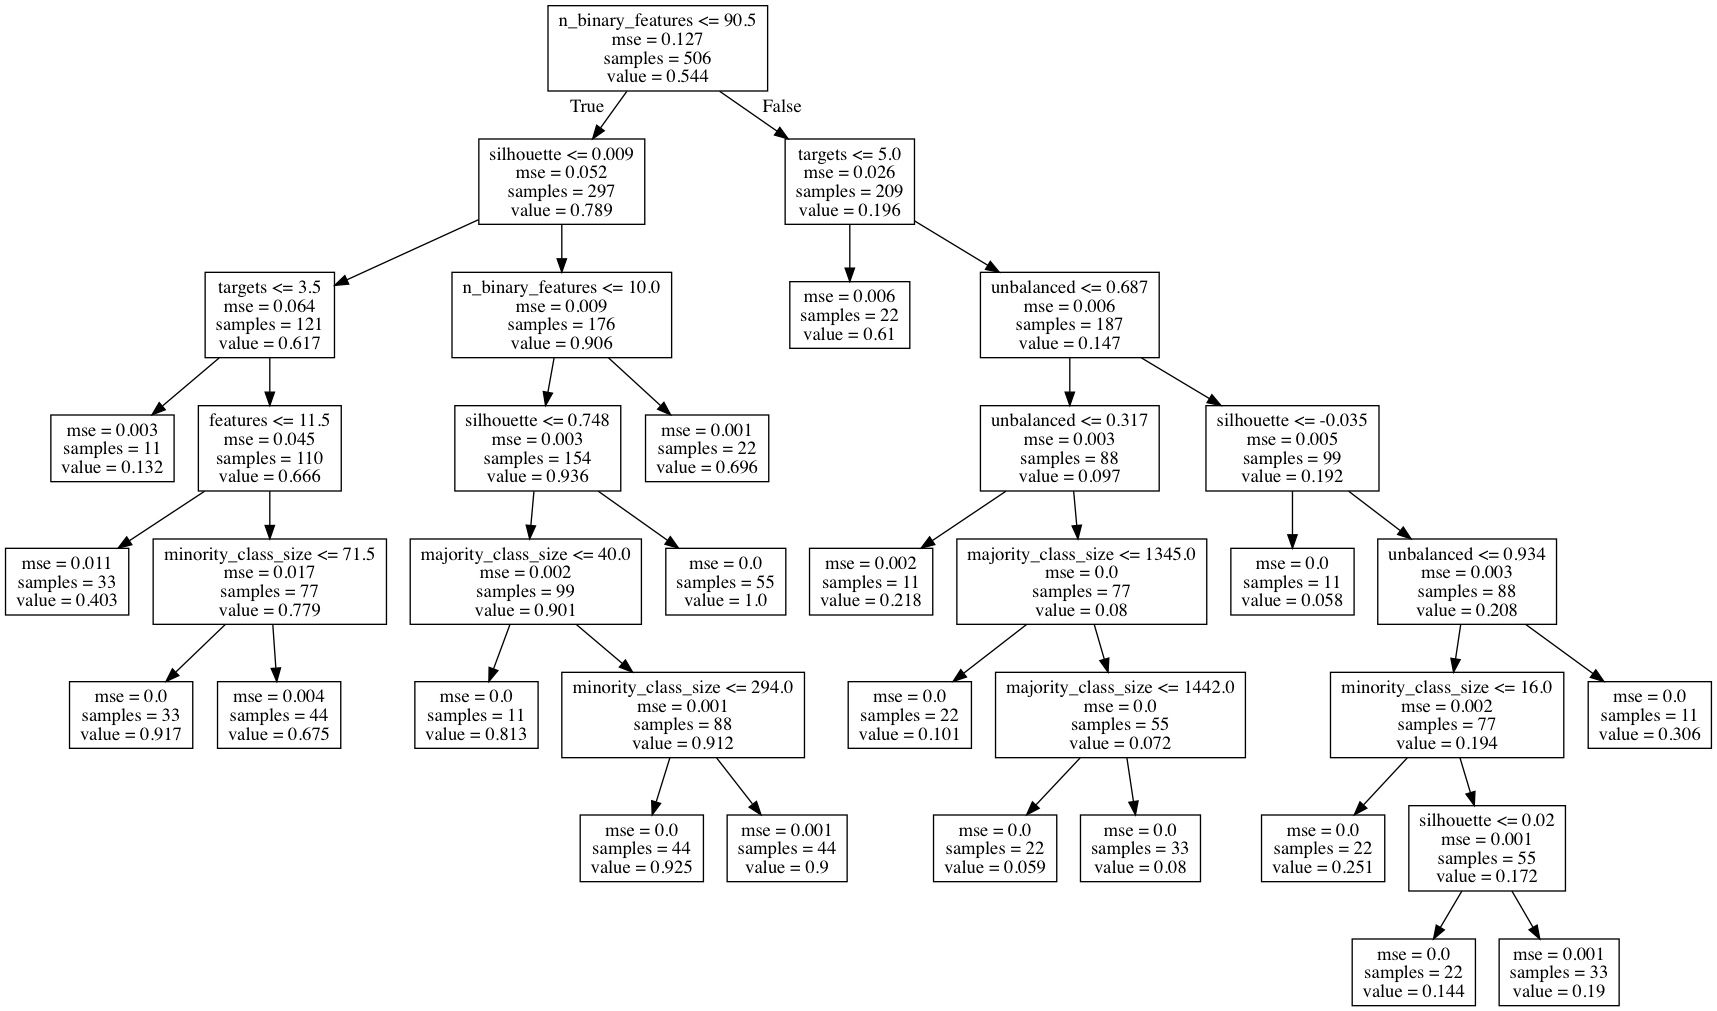 n_binary_features <= 90.5
mse = 0.127
samples = 506
value = 0.544
True
False
silhouette <= 0.009
mse = 0.052
samples = 297
value = 0.789
targets <= 5.0
mse = 0.026
samples = 209
value = 0.196
targets <= 3.5
mse = 0.064
samples = 121
value = 0.617
n_binary_features <= 10.0
mse = 0.009
samples = 176
value = 0.906
mse = 0.006
samples = 22
value = 0.61
unbalanced <= 0.687
mse = 0.006
samples = 187
value = 0.147
mse = 0.003
samples = 11
value = 0.132
features <= 11.5
mse = 0.045
samples = 110
value = 0.666
silhouette <= 0.748
mse = 0.003
samples = 154
value = 0.936
mse = 0.001
samples = 22
value = 0.696
unbalanced <= 0.317
mse = 0.003
samples = 88
value = 0.097
silhouette <= -0.035
mse = 0.005
samples = 99
value = 0.192
mse = 0.011
samples = 33
value = 0.403
minority_class_size <= 71.5
mse = 0.017
samples = 77
value = 0.779
majority_class_size <= 40.0
mse = 0.002
samples = 99
value = 0.901
mse = 0.0
samples = 55
value = 1.0
mse = 0.002
samples = 11
value = 0.218
majority_class_size <= 1345.0
mse = 0.0
samples = 77
value = 0.08
mse = 0.0
samples = 11
value = 0.058
unbalanced <= 0.934
mse = 0.003
samples = 88
value = 0.208
mse = 0.0
samples = 33
value = 0.917
mse = 0.004
samples = 44
value = 0.675
mse = 0.0
samples = 11
value = 0.813
minority_class_size <= 294.0
mse = 0.001
samples = 88
value = 0.912
mse = 0.0
samples = 22
value = 0.101
majority_class_size <= 1442.0
mse = 0.0
samples = 55
value = 0.072
minority_class_size <= 16.0
mse = 0.002
samples = 77
value = 0.194
mse = 0.0
samples = 11
value = 0.306
mse = 0.0
samples = 44
value = 0.925
mse = 0.001
samples = 44
value = 0.9
mse = 0.0
samples = 22
value = 0.059
mse = 0.0
samples = 33
value = 0.08
mse = 0.0
samples = 22
value = 0.251
silhouette <= 0.02
mse = 0.001
samples = 55
value = 0.172
mse = 0.0
samples = 22
value = 0.144
mse = 0.001
samples = 33
value = 0.19